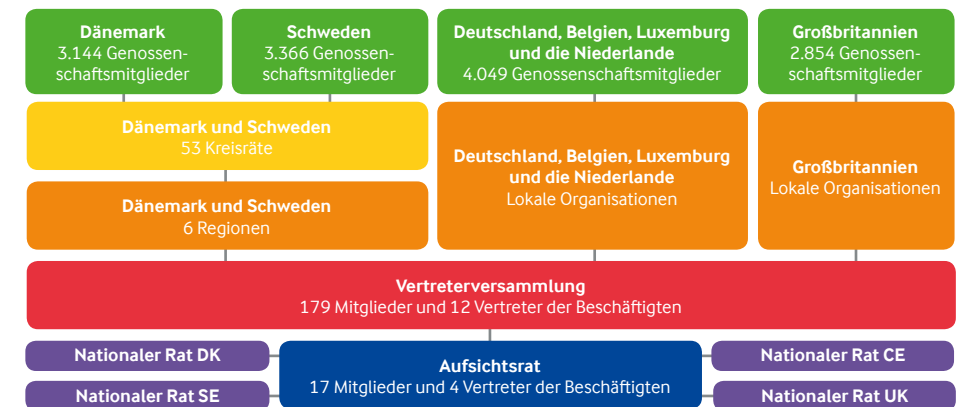 Dänemark
3.144 Genossen-
schaftsmitglieder
Schweden
3.366 Genossen-
schaftsmitglieder
Deutschland, Belgien, Luxemburg
und die Niederlande
4.049 Genossenschaftsmitglieder
Großbritannien
2.854 Genossen-
schaftsmitglieder
Dänemark und Schweden
53 Kreisräte
Dänemark und Schweden
6 Regionen
Deutschland, Belgien, Luxemburg
und die Niederlande
Lokale Organisationen
Großbritannien
Lokale Organisationen
Vertreterversammlung
179 Mitglieder und 12 Vertreter der Beschäftigten
Nationaler Rat DK
Nationaler Rat SE
Aufsichtsrat
17 Mitglieder und 4 Vertreter der Beschäftigten
Nationaler Rat CE
Nationaler Rat UK